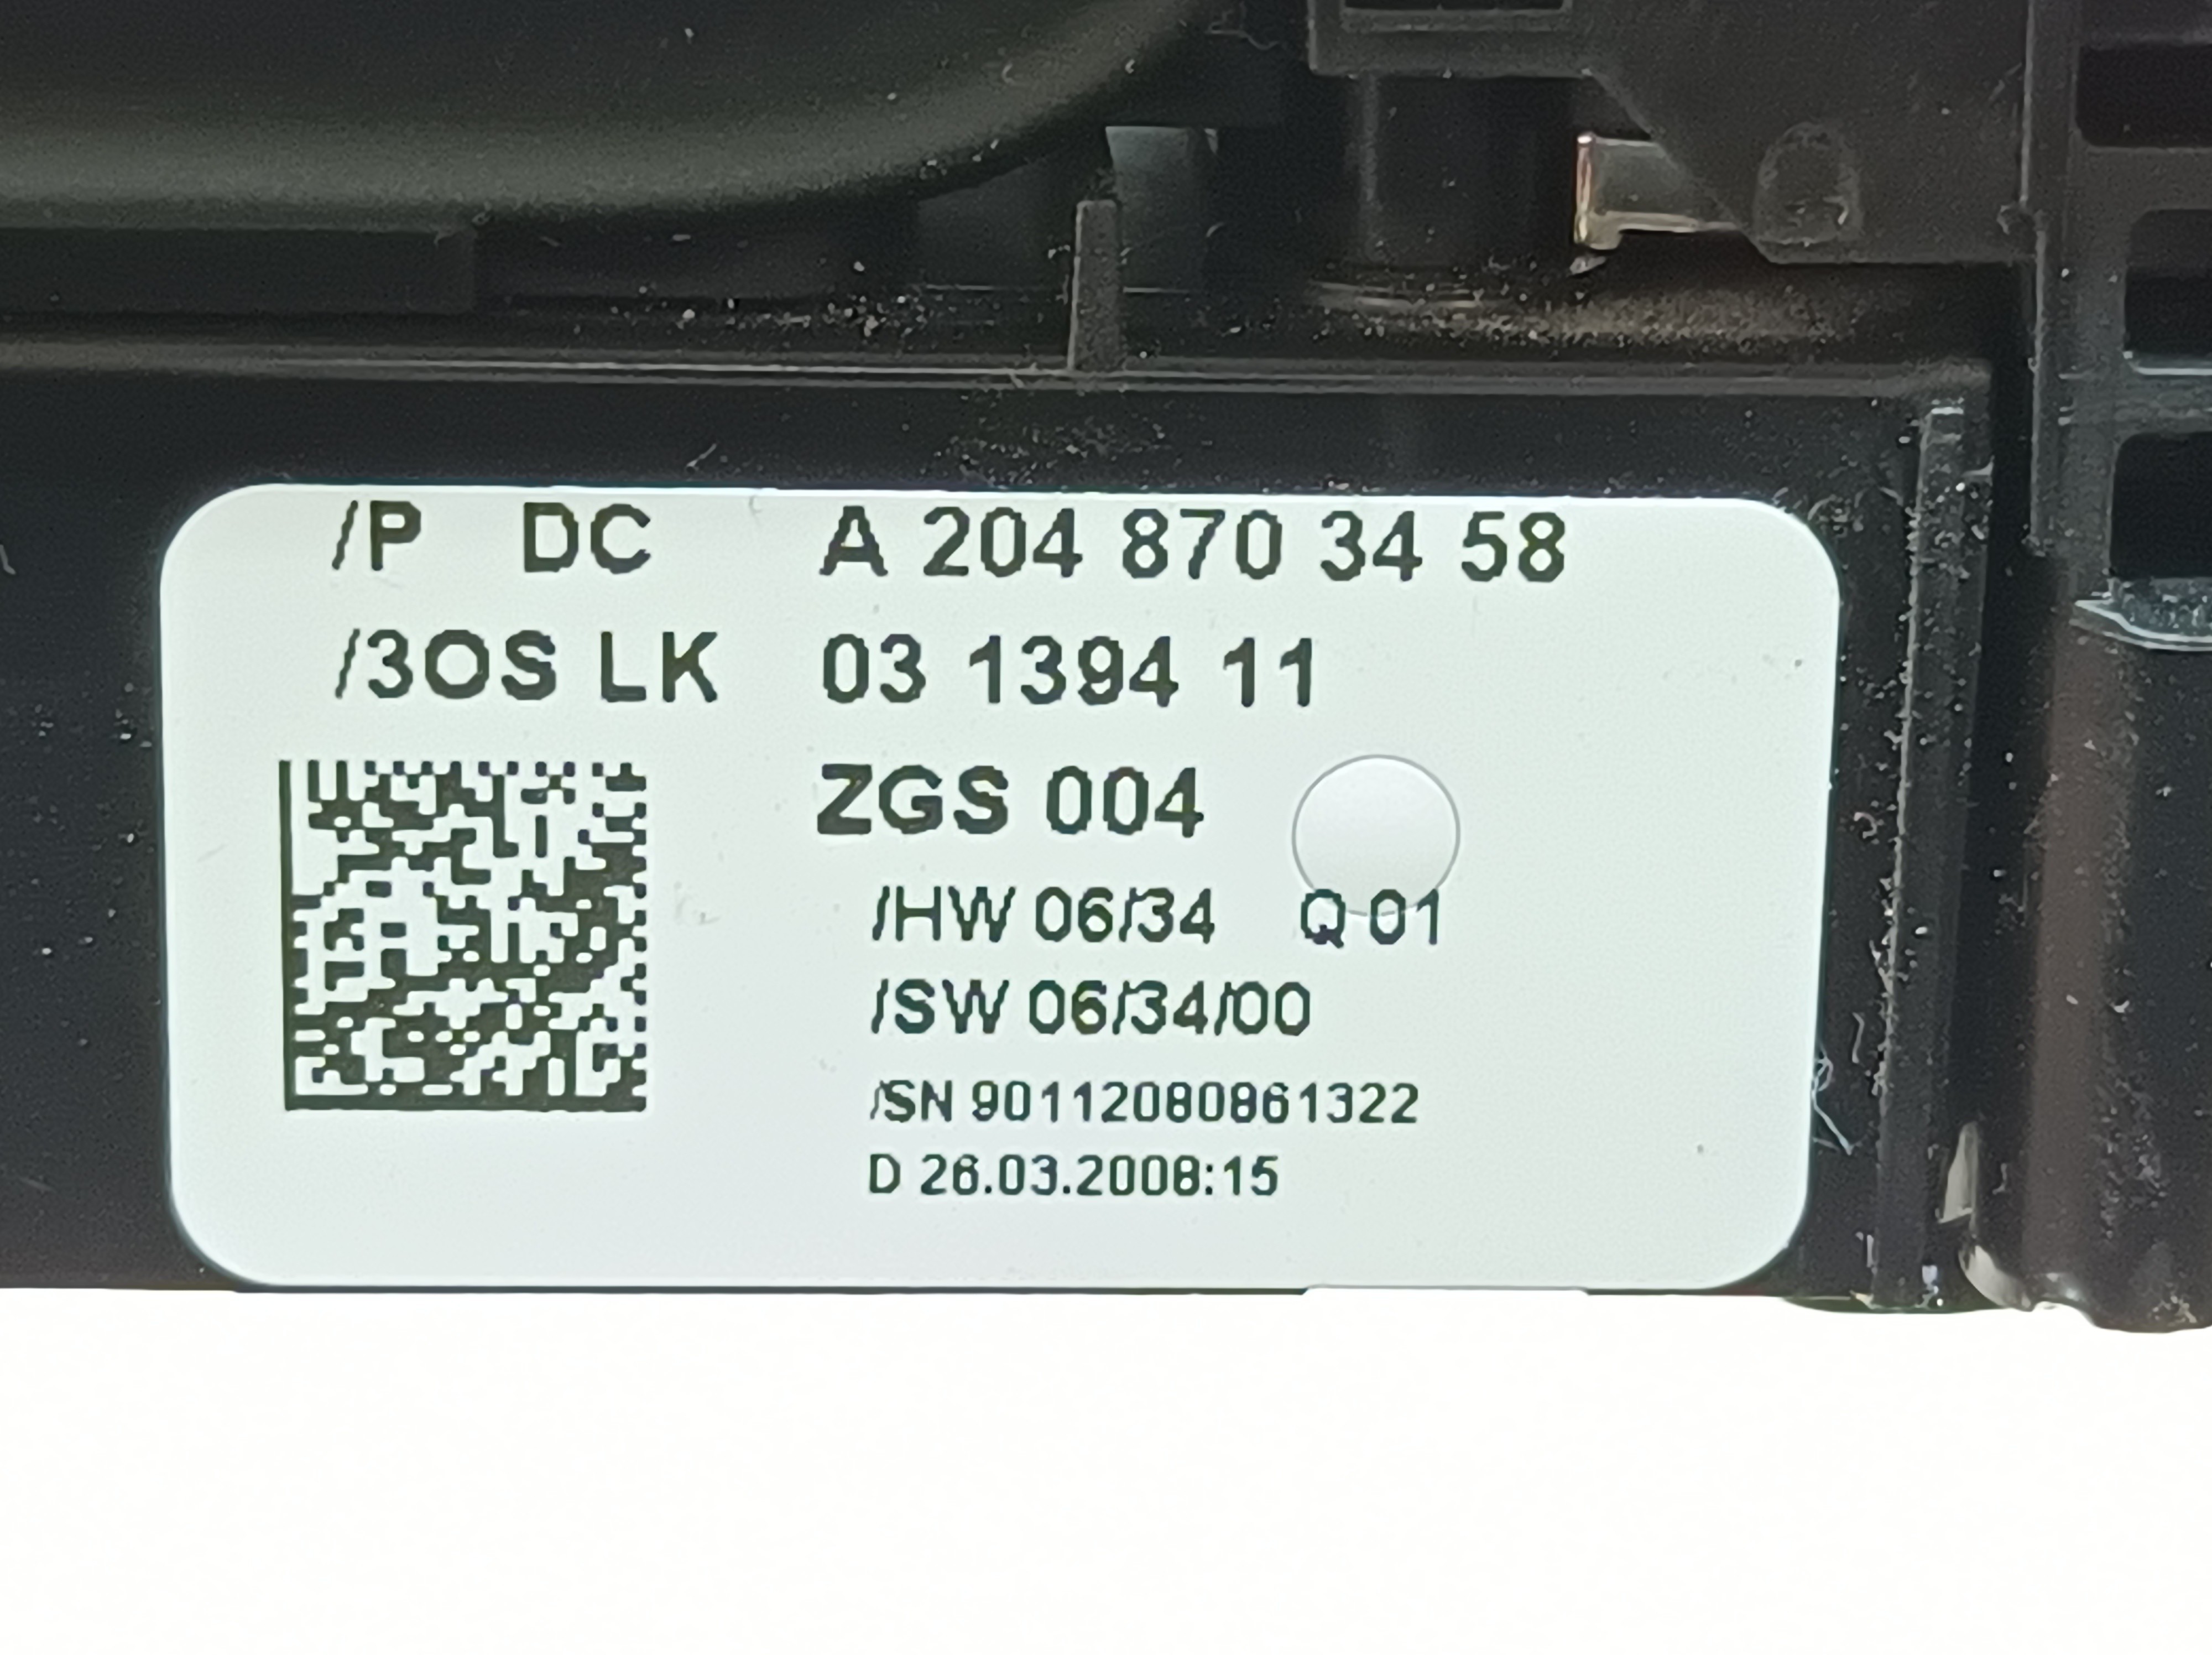 /P DC A 204 870 34 58
/3OS LK 03 1394 11
ZGS 004
/HW 06/34 Q 01
/SW 06/34/00
/SN 90112080861322
D 26.03.2008:15